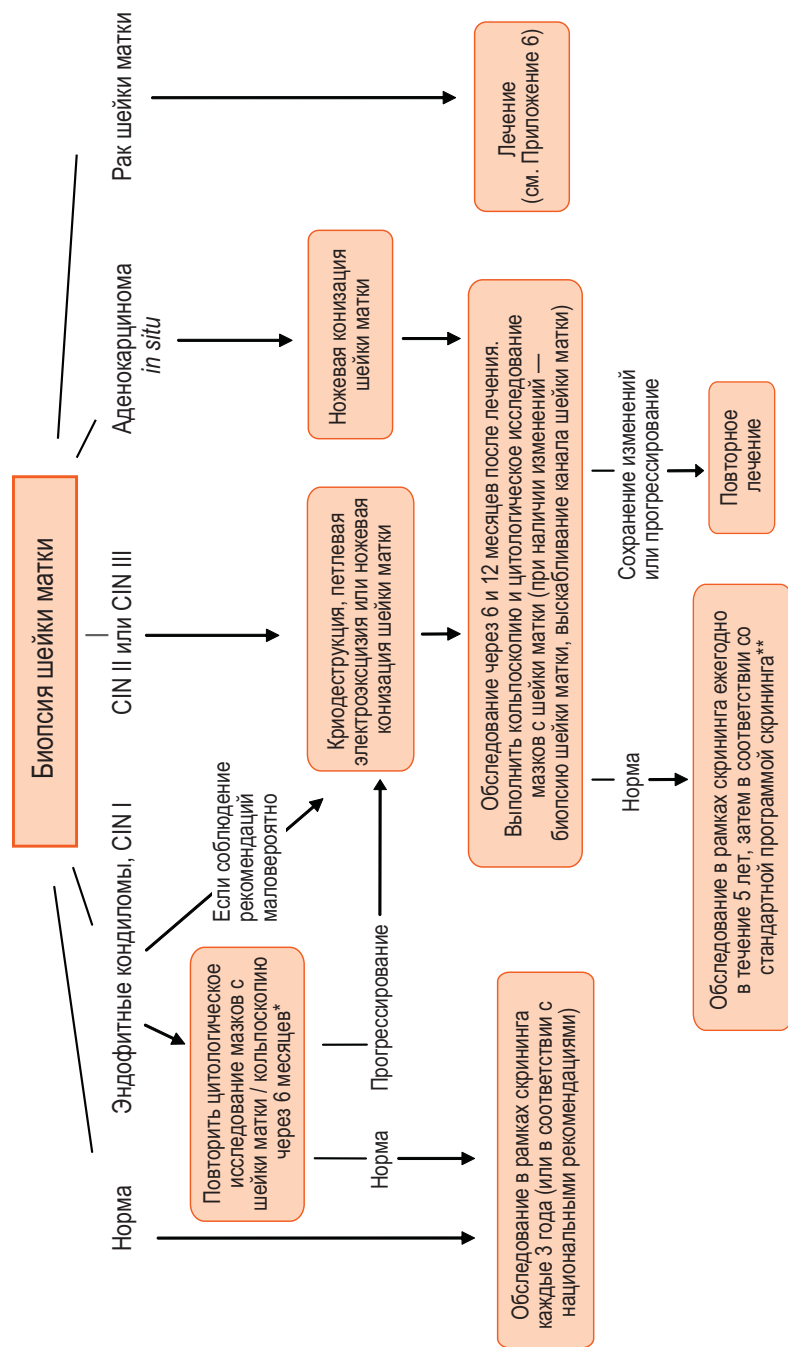 Биопсия шейки матки
Норма
Эндофитные кондиломы, CIN I
CIN II или CIN III
Аденокарцинома
in situ
Рак шейки матки
Повторить цитологическое
исследование мазков с
шейки матки / кольпоскопию
через 6 месяцев*
Если соблюдение
рекомендаций
маловероятно
Криодеструкция, петлевая
электроэксцизия или ножевая
конизация шейки матки
Ножевая конизация
шейки матки
Норма
Прогрессирование
Обследование в рамках скрининга
каждые 3 года (или в соответствии с
национальными рекомендациями)
Обследование через 6 и 12 месяцев после лечения.
Выполнить кольпоскопию и цитологическое исследование
мазков с шейки матки (при наличии изменений —
биопсию шейки матки, выскабливание канала шейки матки)
Лечение
(см. Приложение 6)
Норма
Сохранение изменений
или прогрессирование
Обследование в рамках скрининга ежегодно
в течение 5 лет, затем в соответствии со
стандартной программой скрининга**
Повторное
лечение